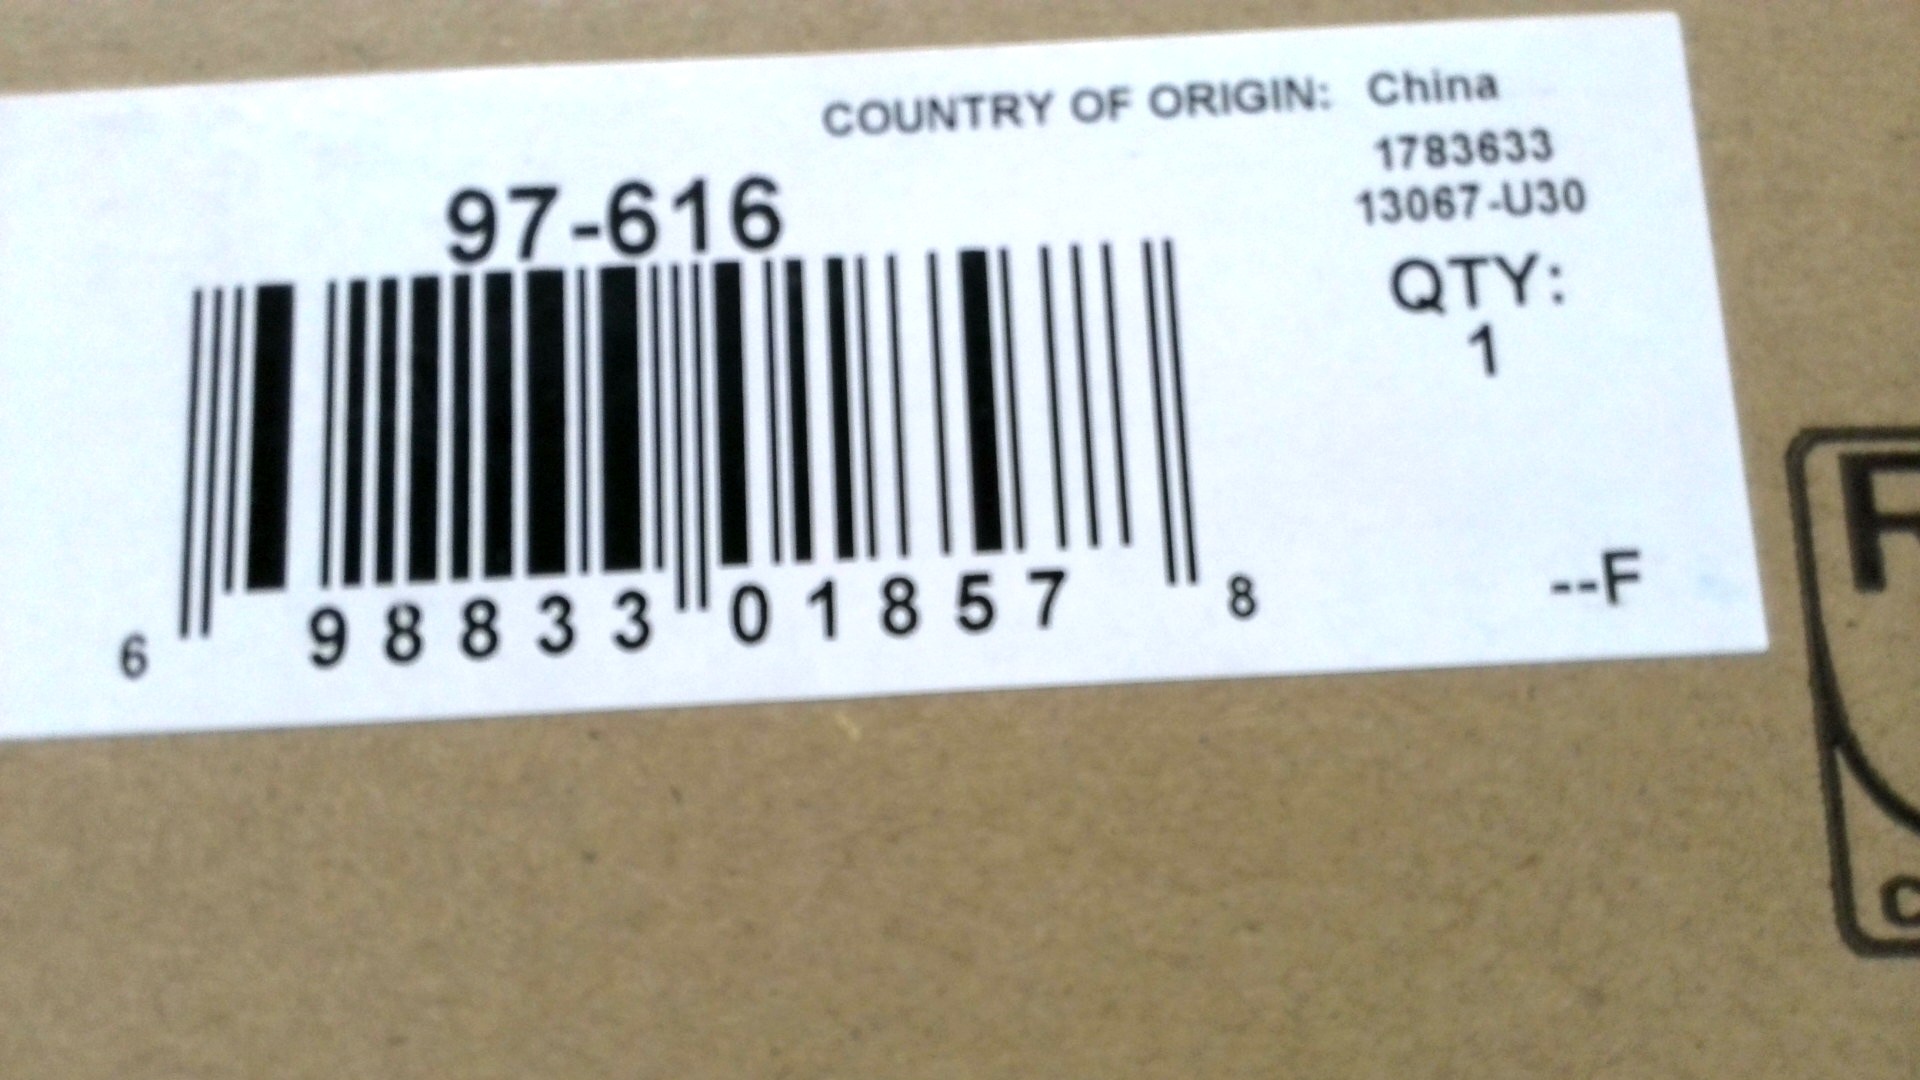 COUNTRY OF ORIGIN: China
1783633
13067-U30
97-616
QTY:
1
6 98833 01857 8
--F